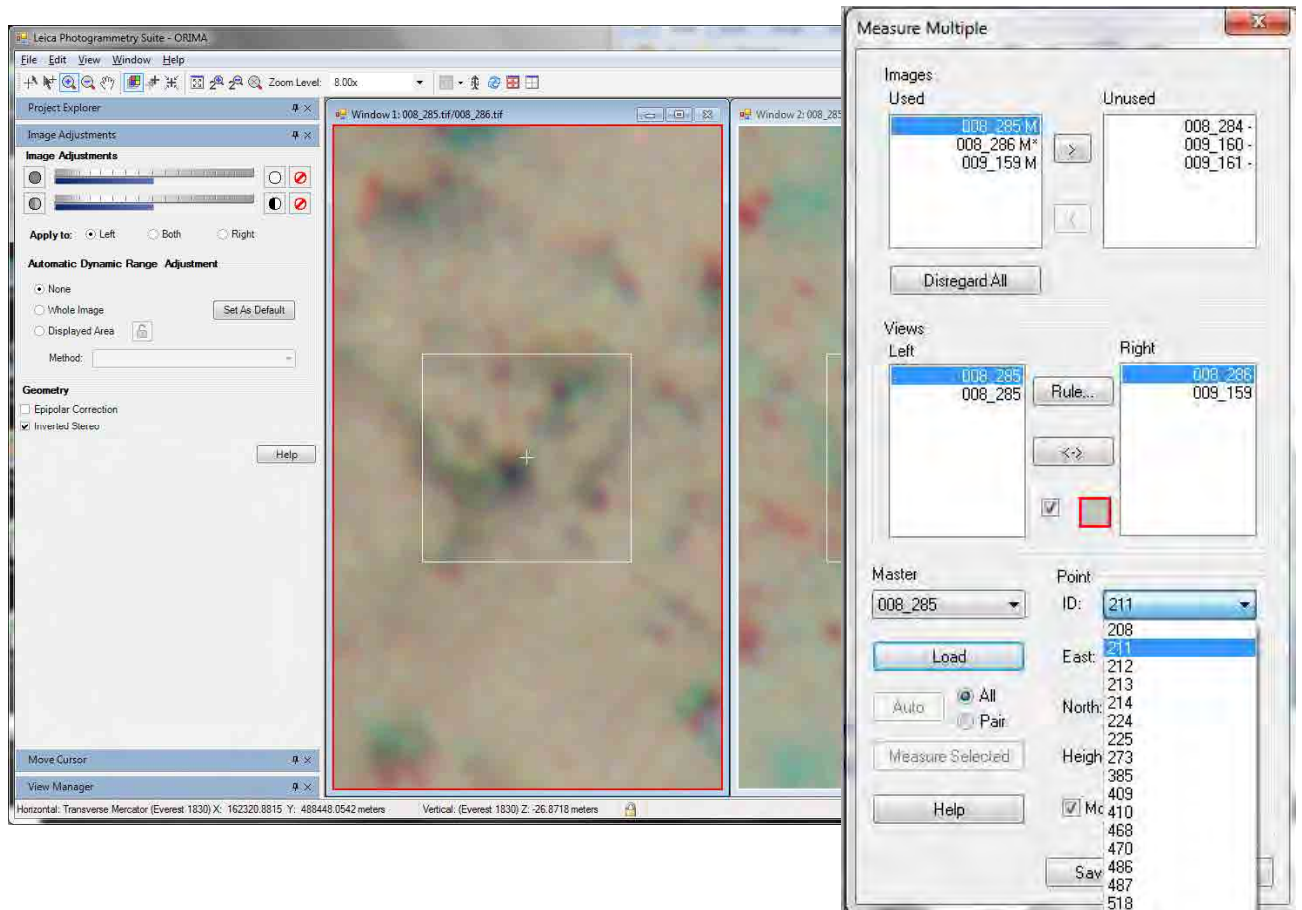 Leica Photogrammetry Suite - ORIMA
File Edit View Window Help
Zoom Level: 8.00x
Project Explorer
Image Adjustments
Image Adjustments
Apply to: Left Both Right
Automatic Dynamic Range Adjustment
None
Whole Image Set As Default
Displayed Area
Method:
Geometry
Epipolar Correction
Inverted Stereo
Help
Move Cursor
View Manager
Horizontal: Transverse Mercator (Everest 1830) X: 162320.8815 Y: 488448.0542 meters Vertical: (Everest 1830) Z: -26.8718 meters
Window 1: 008_285.tif/008_286.tif
Window 2: 008_285
Measure Multiple
Images
Used Unused
008_285 M 008_284 -
008_286 M* 009_160 -
009_159 M 009_161 -
>
<
Disregard All
Views
Left Right
008_285 008_286
008_285 Rule... 009_159
<->
Master Point
008_285 ID: 211
208
Load East: 211
212
213
Auto All North: 214
Pair 224
225
Measure Selected Heigh 273
385
409
Help Mo 410
468
470
Sav 486
487
518